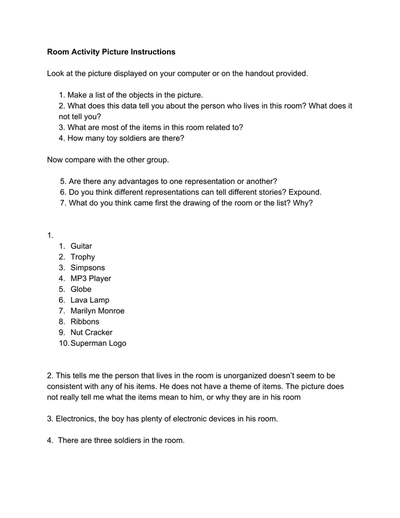 Room Activity Picture Instructions
Look at the picture displayed on your computer or on the handout provided.
1. Make a list of the objects in the picture.
2. What does this data tell you about the person who lives in this room? What does it
not tell you?
3. What are most of the items in this room related to?
4. How many toy soldiers are there?
Now compare with the other group.
5. Are there any advantages to one representation or another?
6. Do you think different representations can tell different stories? Expound.
7. What do you think came first the drawing of the room or the list? Why?
1.
1. Guitar
2. Trophy
3. Simpsons
4. MP3 Player
5. Globe
6. Lava Lamp
7. Marilyn Monroe
8. Ribbons
9. Nut Cracker
10. Superman Logo
2. This tells me the person that lives in the room is unorganized doesn't seem to be
consistent with any of his items. He does not have a theme of items. The picture does
not really tell me what the items mean to him, or why they are in his room
3. Electronics, the boy has plenty of electronic devices in his room.
4. There are three soldiers in the room.